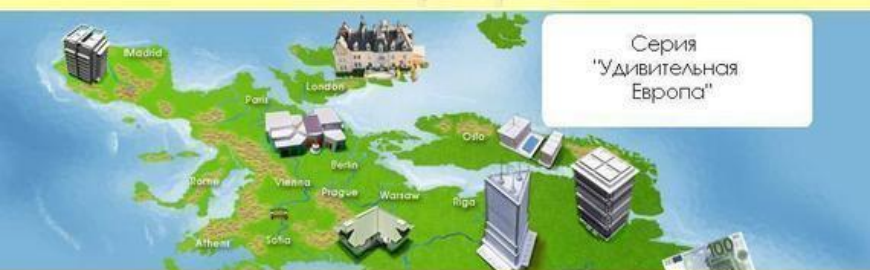 Серия
"Удивительная
Европа"
Madrid
London
Paris
Oslo
Berlin
Rome
Vienna
Prague
Warsaw
Riga
Athens
Sofia
100